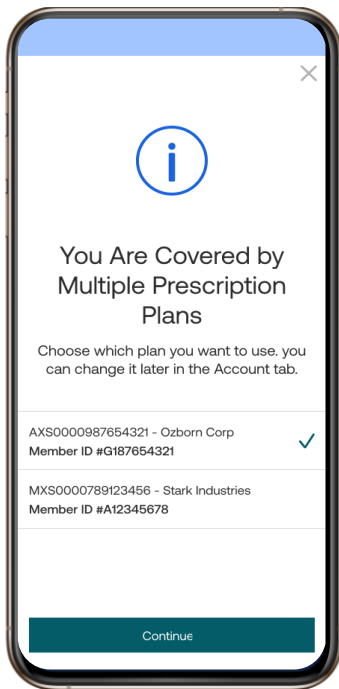 You Are Covered by
Multiple Prescription
Plans
Choose which plan you want to use. you
can change it later in the Account tab.
AXS0000987654321 - Ozborn Corp
Member ID #G187654321
MXS0000789123456 - Stark Industries
Member ID #A12345678
Continue